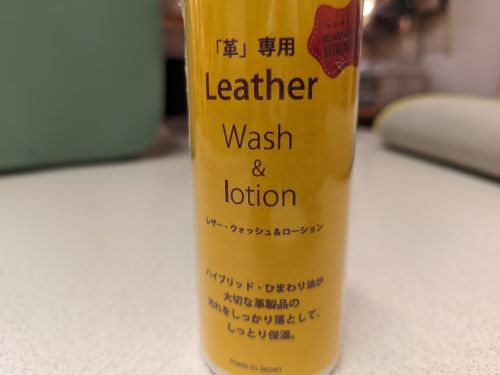 「革」専用
Leather
Wash
&
lotion
レザー・ウォッシュ&ローション
ハイブリッド・ひまわり油が
大切な革製品の
汚れをしっかり落として、
しっとり保湿。
made in Japan